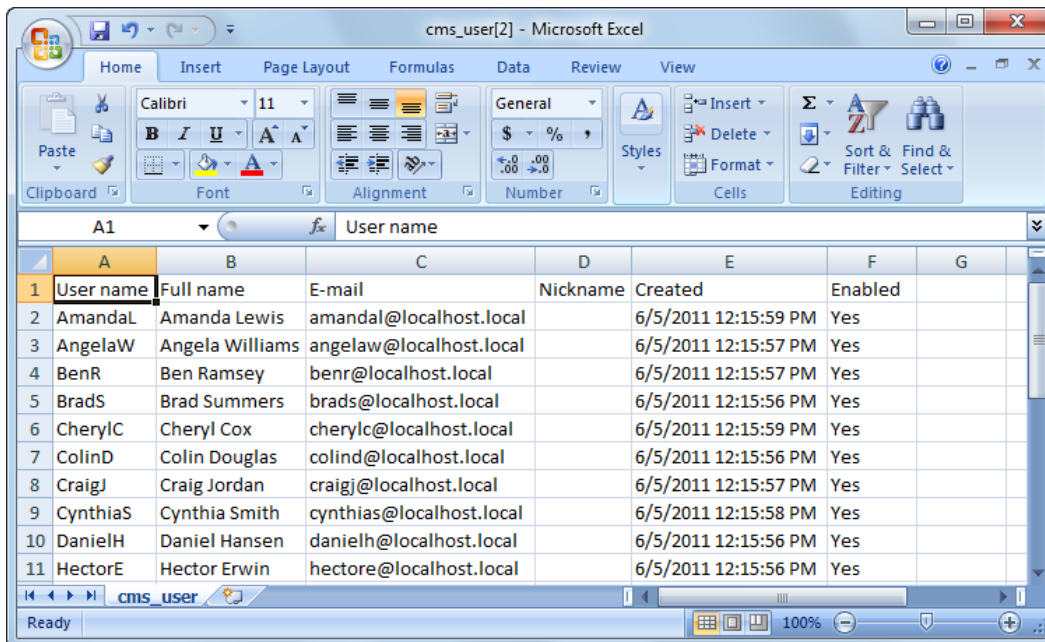 cms_user[2] - Microsoft Excel
Home Insert Page Layout Formulas Data Review View
Paste
Calibri 11
B I U A A
A
General
$ % ,
.0 .00
.00 .0
Styles
Insert
Delete
Format
Σ
Sort & Filter
Find & Select
Clipboard Font Alignment Number Cells Editing
A1 fx User name
A B C D E F G
1 User name Full name E-mail Nickname Created Enabled
2 AmandaL Amanda Lewis amandal@localhost.local 6/5/2011 12:15:59 PM Yes
3 AngelaW Angela Williams angelaw@localhost.local 6/5/2011 12:15:57 PM Yes
4 BenR Ben Ramsey benr@localhost.local 6/5/2011 12:15:57 PM Yes
5 BradS Brad Summers brads@localhost.local 6/5/2011 12:15:56 PM Yes
6 CherylC Cheryl Cox cherylc@localhost.local 6/5/2011 12:15:59 PM Yes
7 ColinD Colin Douglas colind@localhost.local 6/5/2011 12:15:56 PM Yes
8 CraigJ Craig Jordan craigj@localhost.local 6/5/2011 12:15:57 PM Yes
9 CynthiaS Cynthia Smith cynthias@localhost.local 6/5/2011 12:15:58 PM Yes
10 DanielH Daniel Hansen danielh@localhost.local 6/5/2011 12:15:56 PM Yes
11 HectorE Hector Erwin hectore@localhost.local 6/5/2011 12:15:56 PM Yes
cms_user
Ready 100%